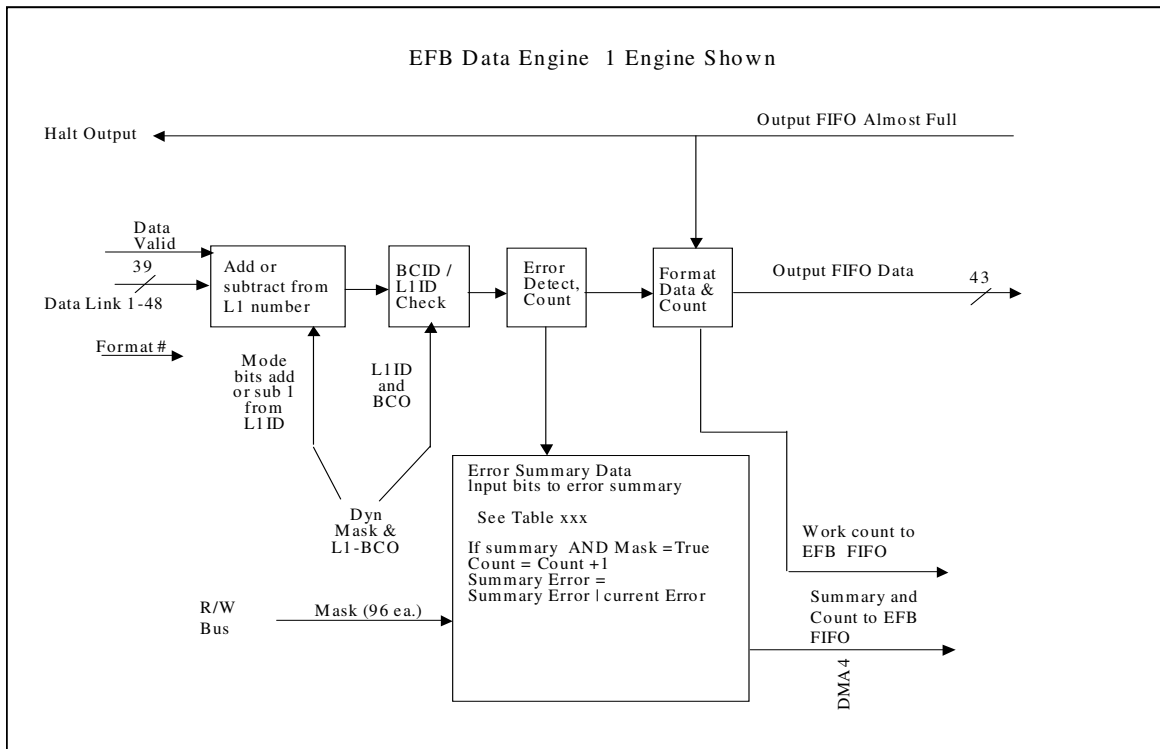 EFB Data Engine 1 Engine Shown
Halt Output
Output FIFO Almost Full
Data
Valid
39
Data Link 1-48
Format #
Add or
subtract from
L1 number
BCID /
L1ID
Check
Error
Detect,
Count
Format
Data &
Count
Output FIFO Data
43
Mode
bits add
or sub 1
from
L1ID
L1ID
and
BCO
Dyn
Mask &
L1-BCO
Error Summary Data
Input bits to error summary
See Table xxx
If summary AND Mask =True
Count = Count +1
Summary Error =
Summary Error | current Error
R/W
Bus
Mask (96 ea.)
Work count to
EFB FIFO
Summary and
Count to EFB
FIFO
DMA4